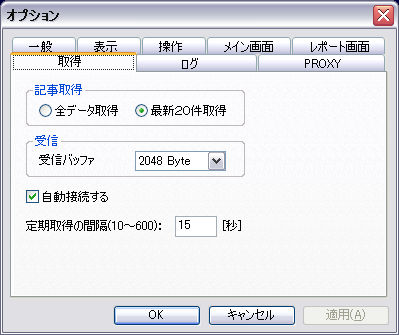 オプション
一般 表示 操作 メイン画面 レポート画面
取得 ログ PROXY
記事取得
全データ取得 最新20件取得
受信
受信バッファ 2048 Byte
自動接続する
定期取得の間隔(10～600): 15 [秒]
OK キャンセル 適用(A)